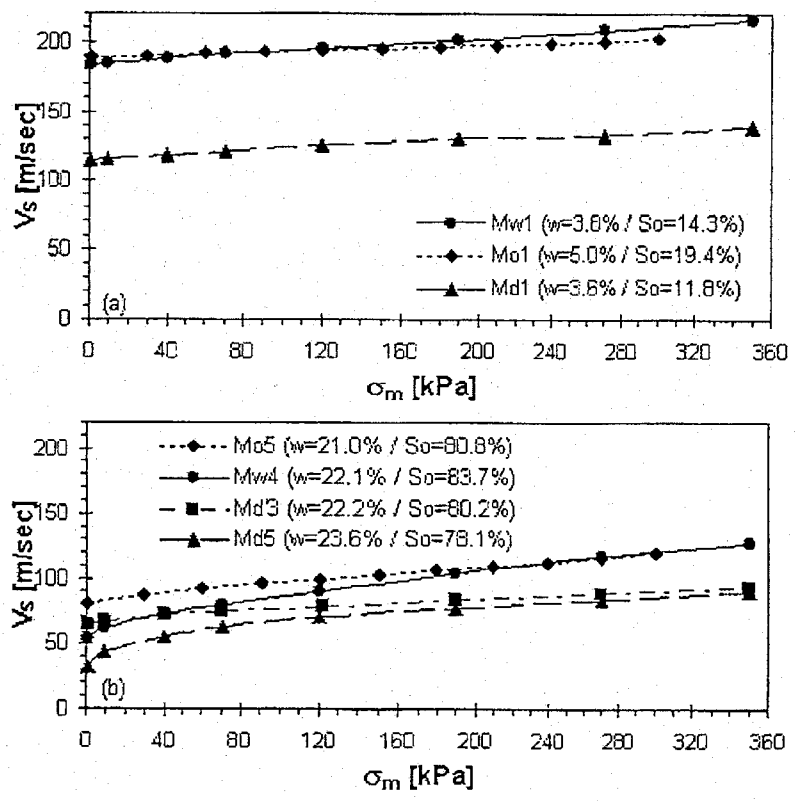 200
150
100
50
0
Vs [m/sec]
Mw1 (w=3.8% / So=14.3%)
Mo1 (w=5.0% / So=19.4%)
Md1 (w=3.6% / So=11.8%)
(a)
0 40 80 120 160 200 240 280 320 360
σm [kPa]
200
150
100
50
0
Vs [m/sec]
Mo5 (w=21.0% / So=80.8%)
Mw4 (w=22.1% / So=83.7%)
Md3 (w=22.2% / So=80.2%)
Md5 (w=23.6% / So=78.1%)
(b)
0 40 80 120 160 200 240 280 320 360
σm [kPa]